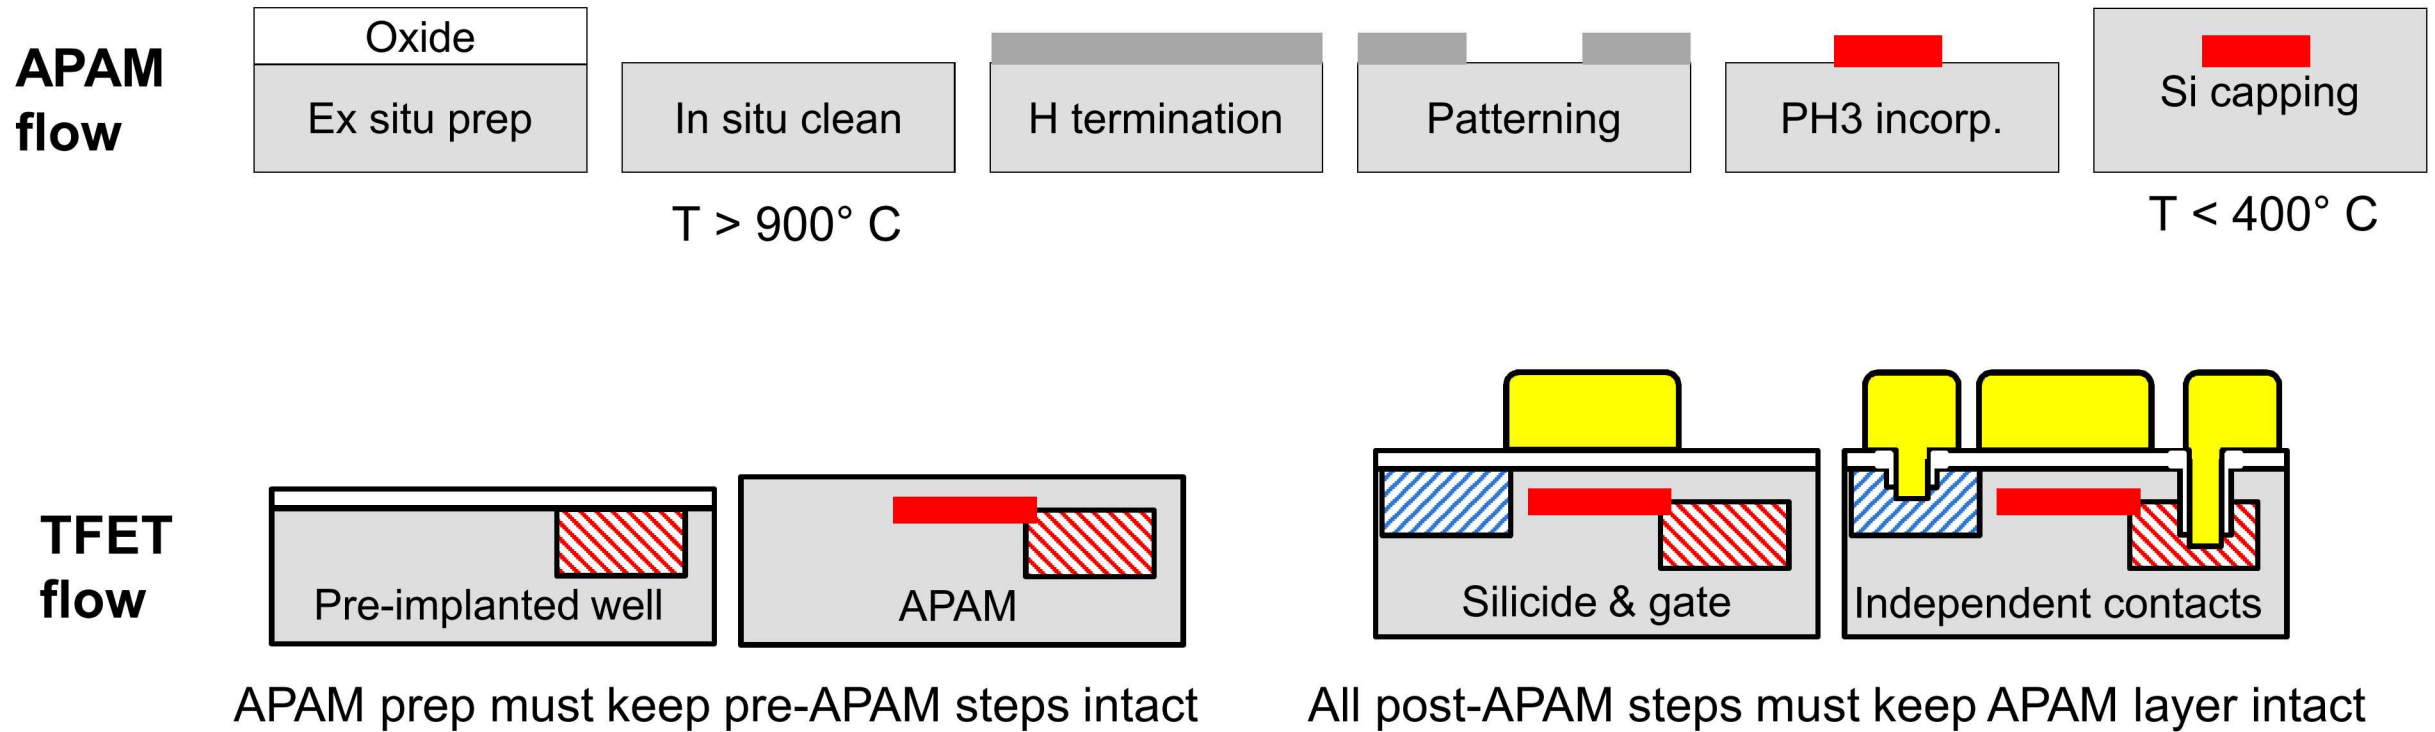 APAM
flow
Oxide
Ex situ prep
In situ clean
H termination
Patterning
PH3 incorp.
Si capping
T > 900° C
T < 400° C
TFET
flow
Pre-implanted well
APAM
Silicide & gate
Independent contacts
APAM prep must keep pre-APAM steps intact
All post-APAM steps must keep APAM layer intact